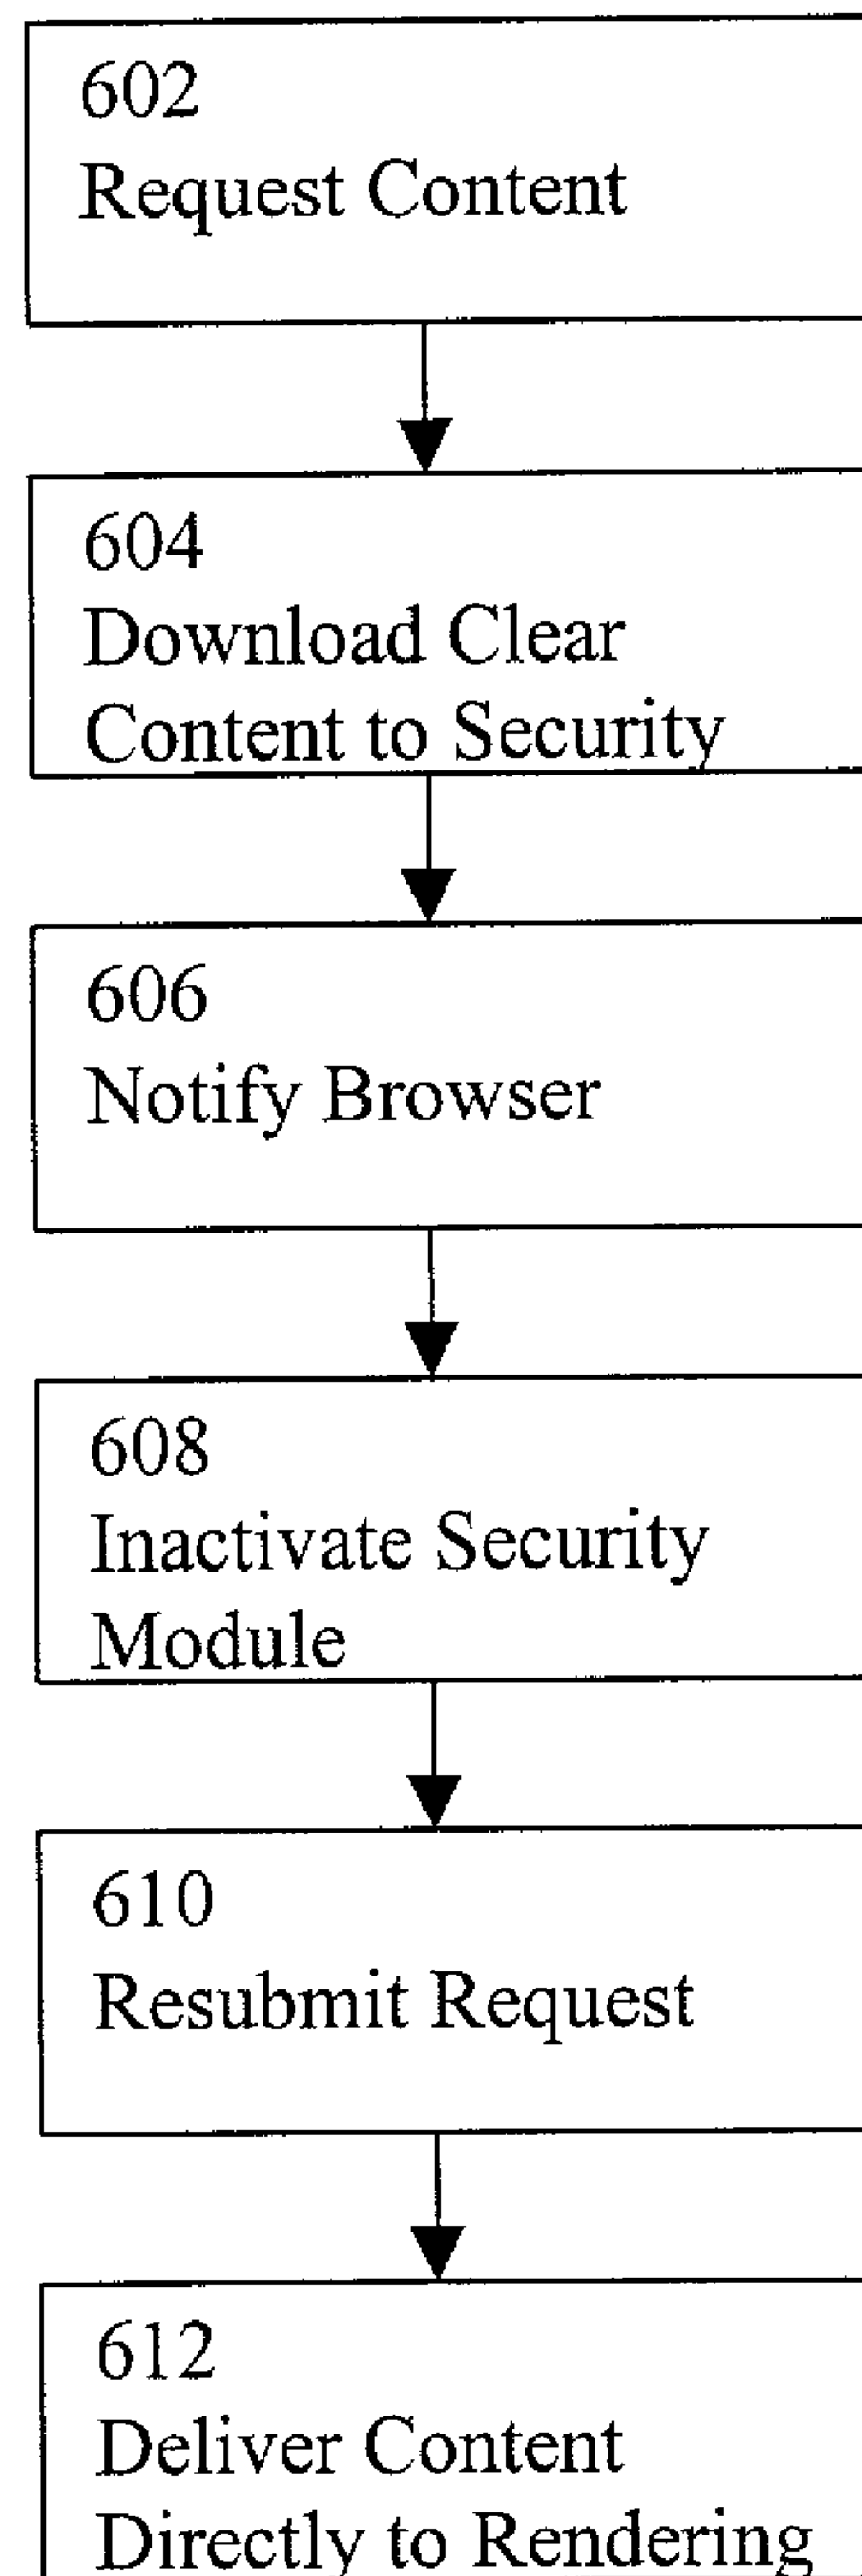 602
Request Content
604
Download Clear
Content to Security
606
Notify Browser
608
Inactivate Security
Module
610
Resubmit Request
612
Deliver Content
Directly to Rendering